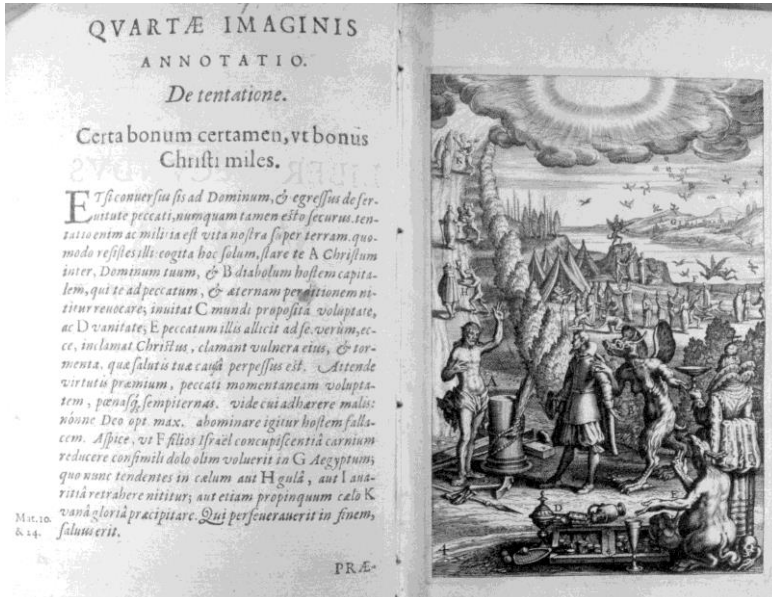 QVARTÆ IMAGINIS
ANNOTATIO.
De tentatione.
Certa bonum certamen, vt bonus
Christi miles.
ETsi conuersus sis ad Dominum, & egressus de ser-
uitute peccati, numquam tamen esto securus. ten-
tatio enim ac militia est vita nostra super terram. quo-
modo resistes illi: cogita hoc solum, stare te A Christum
inter, Dominum tuum, & B diabolum hostem capita-
lem, qui te ad peccatum, & æternam perditionem ni-
titur reuocare; inuitat C mundi proposita voluptate,
ac D vanitate, E peccatum illis allicit ad se. verùm, ec-
ce, inclamat Christus, clamant vulnera eius, & tor-
menta, quæ salutis tuæ causâ perpessus est. Attende
virtutis præmium, peccati momentaneam volupta-
tem, pœnasq́; sempiternas. vide cui adhærere malis:
nónne Deo opt. max. abominare igitur hostem falla-
cem. Aspice, vt F filios Israël concupiscentiâ carnium
reducere consimili dolo olim voluerit in G Aegyptum;
quo nunc tendentes in cælum aut H gulâ, aut I aua-
ritiâ retrahere nititur; aut etiam propinquum cælo K
vanâ gloriâ præcipitare. Qui perseuerauerit in finem,
saluus erit.
Mat. 10.
& 24.
PRÆ-
K
G
A
D
E
4